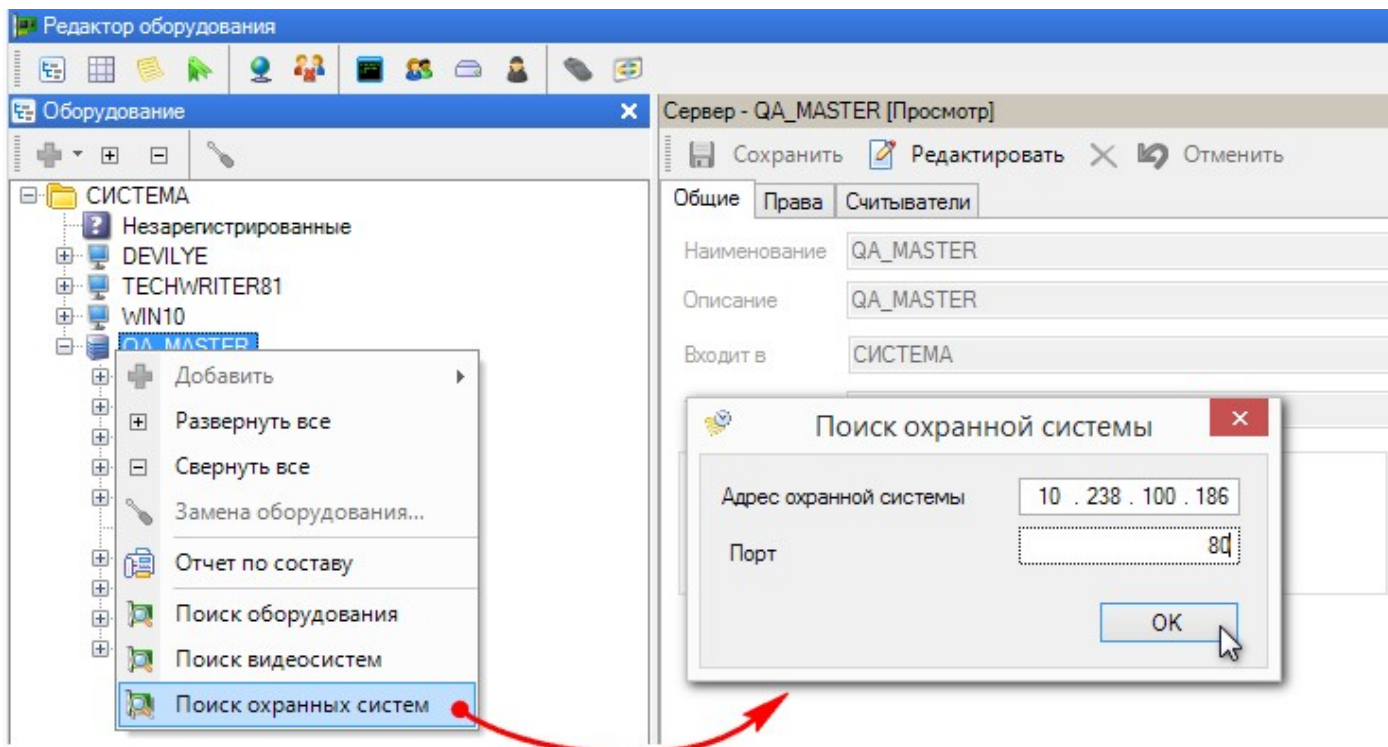 Редактор оборудования
Оборудование
СИСТЕМА
Незарегистрированные
DEVILYE
TECHWRITER81
WIN10
QA_MASTER
Добавить
Развернуть все
Свернуть все
Замена оборудования...
Отчет по составу
Поиск оборудования
Поиск видеосистем
Поиск охранных систем
Сервер - QA_MASTER [Просмотр]
Сохранить Редактировать Отменить
Общие Права Считыватели
Наименование QA_MASTER
Описание QA_MASTER
Входит в СИСТЕМА
Поиск охранной системы
Адрес охранной системы 10 . 238 . 100 . 186
Порт 80
OK